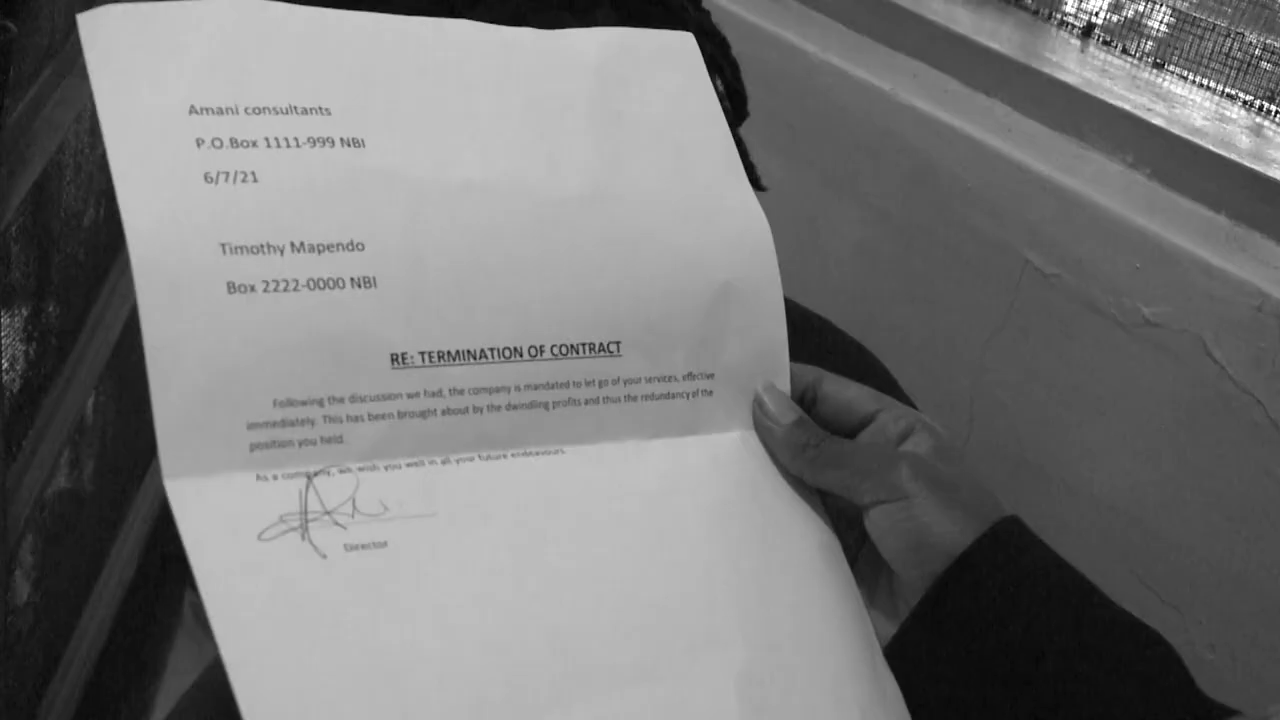 Amani consultants
P.O.Box 1111-999 NBI
6/7/21
Timothy Mapendo
Box 2222-0000 NBI
RE: TERMINATION OF CONTRACT
Following the discussion we had, the company is mandated to let go of your services, effective
immediately. This has been brought about by the dwindling profits and thus the redundancy of the
position you held.
As a company, we wish you well in all your future endeavours.
Director